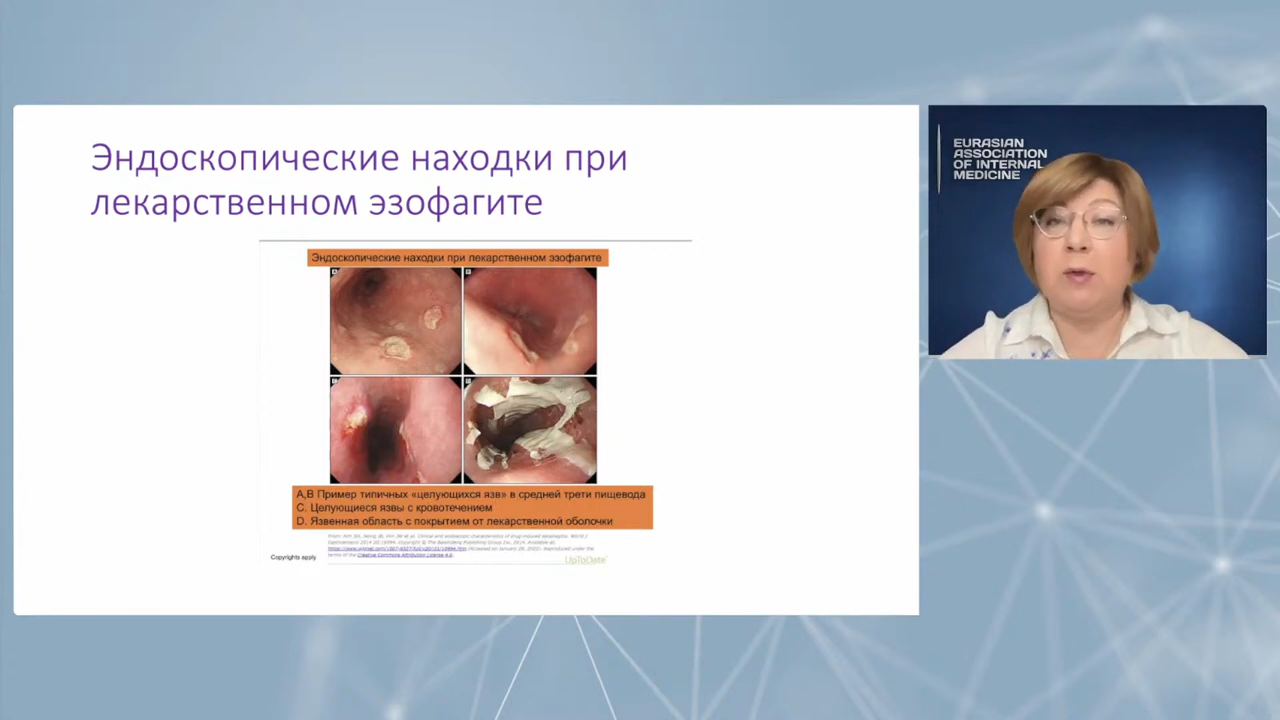 Эндоскопические находки при
лекарственном эзофагите
Эндоскопические находки при лекарственном эзофагите
A
B
A,B Пример типичных «целующихся язв» в средней трети пищевода
C. Целующиеся язвы с кровотечением
D. Язвенная область с покрытием от лекарственной оболочки
Copyrights apply
UpToDate
EURASIAN
ASSOCIATION
OF INTERNAL
MEDICINE